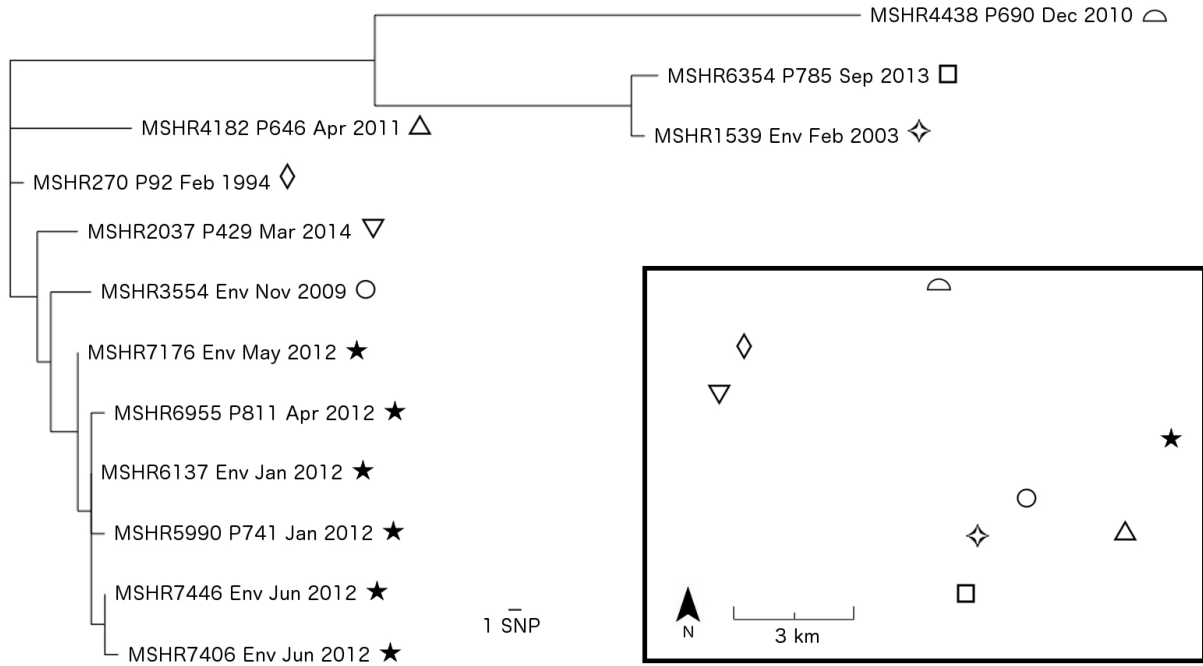 MSHR4438 P690 Dec 2010
MSHR6354 P785 Sep 2013
MSHR4182 P646 Apr 2011
MSHR1539 Env Feb 2003
MSHR270 P92 Feb 1994
MSHR2037 P429 Mar 2014
MSHR3554 Env Nov 2009
MSHR7176 Env May 2012
MSHR6955 P811 Apr 2012
MSHR6137 Env Jan 2012
MSHR5990 P741 Jan 2012
MSHR7446 Env Jun 2012
MSHR7406 Env Jun 2012
1 SNP
N
3 km